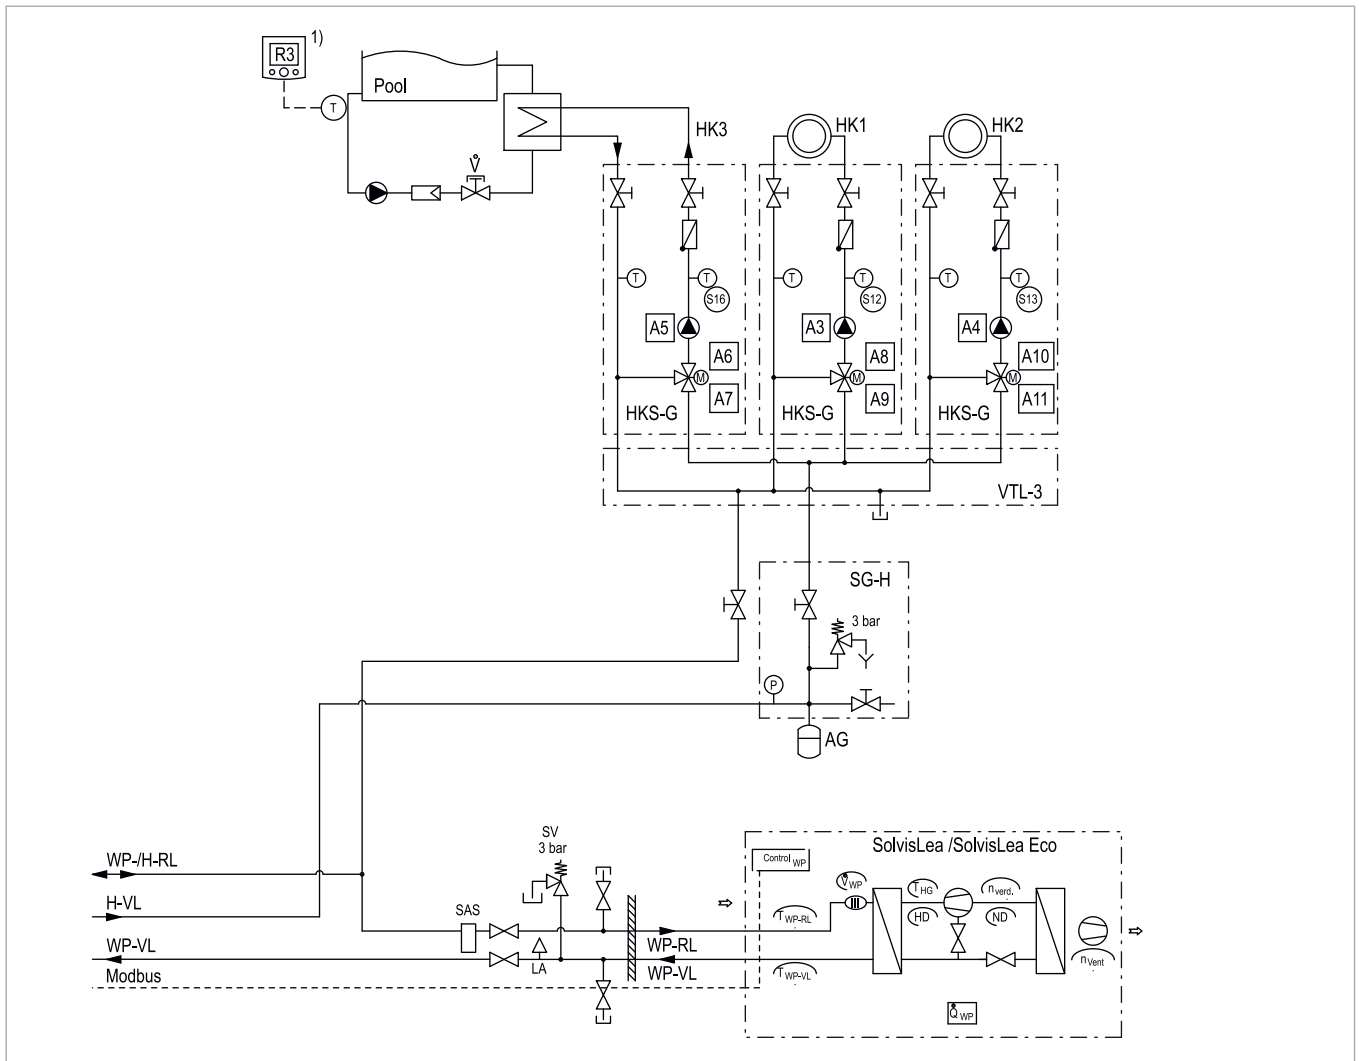 R3
1)
Pool
T
V̊
HK3
HK1
HK2
T
T
S16
T
T
S12
T
T
S13
A5
A6
A7
A3
A8
A9
A4
A10
A11
M
M
M
HKS-G
HKS-G
HKS-G
VTL-3
SG-H
3 bar
P
AG
SolvisLea /SolvisLea Eco
Control WP
WP-/H-RL
H-VL
WP-VL
Modbus
SV
3 bar
SAS
LA
WP-RL
WP-VL
T WP-RL
T WP-VL
V̊ WP
T HG
HD
n verd.
ND
n Vent
Q̊ WP